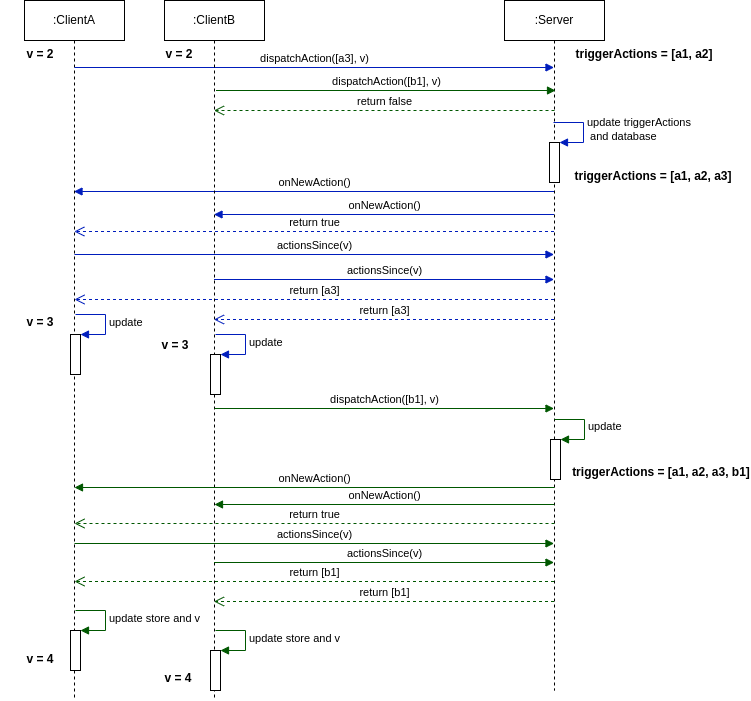 :ClientA
:ClientB
:Server
v = 2
v = 2
triggerActions = [a1, a2]
dispatchAction([a3], v)
dispatchAction([b1], v)
return false
update triggerActions
and database
triggerActions = [a1, a2, a3]
onNewAction()
onNewAction()
return true
actionsSince(v)
actionsSince(v)
return [a3]
return [a3]
v = 3
update
v = 3
update
dispatchAction([b1], v)
update
triggerActions = [a1, a2, a3, b1]
onNewAction()
onNewAction()
return true
actionsSince(v)
actionsSince(v)
return [b1]
return [b1]
update store and v
update store and v
v = 4
v = 4